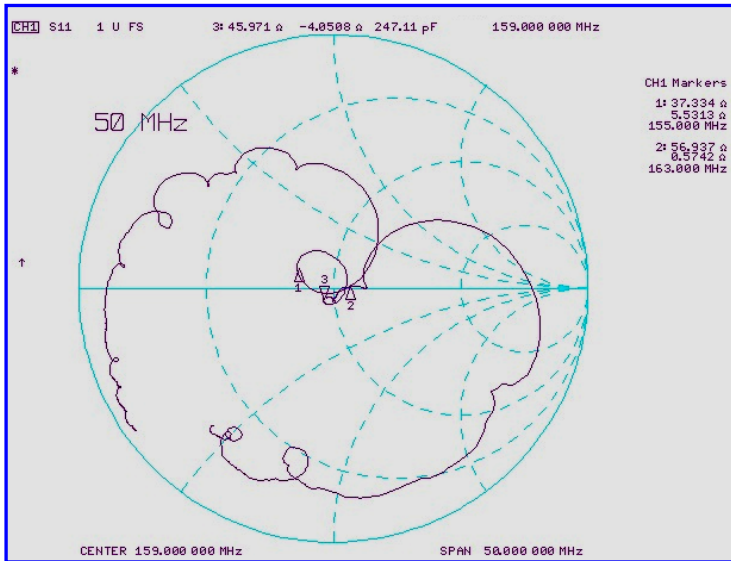 CH1 S11 1 U FS 3: 45.971 Ω -4.0508 Ω 247.11 pF 159.000 000 MHz
*
CH1 Markers
1: 37.334 Ω
5.5313 Ω
155.000 MHz
2: 56.937 Ω
0.5742 Ω
163.000 MHz
50 MHz
↑
1
3
2
CENTER 159.000 000 MHz SPAN 50.000 000 MHz